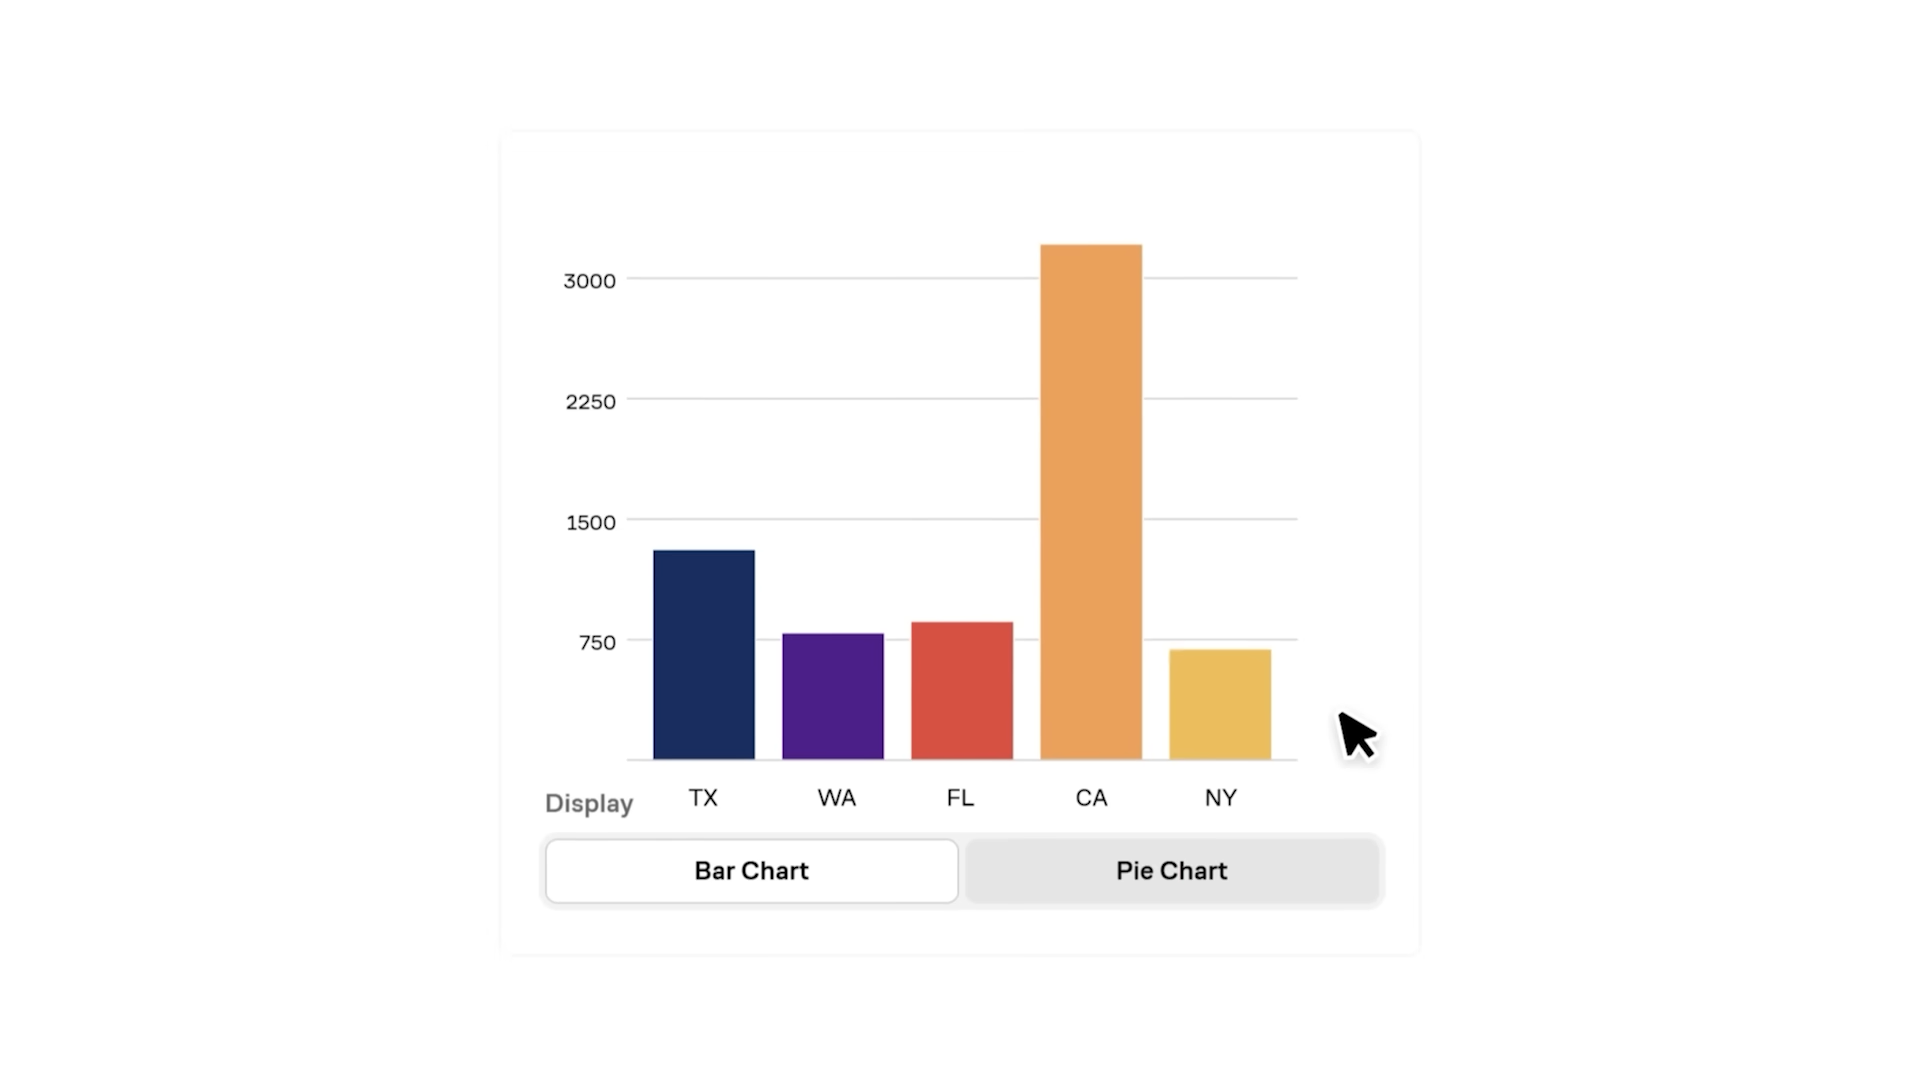 3000
2250
1500
750
TX WA FL CA NY
Display
Bar Chart Pie Chart